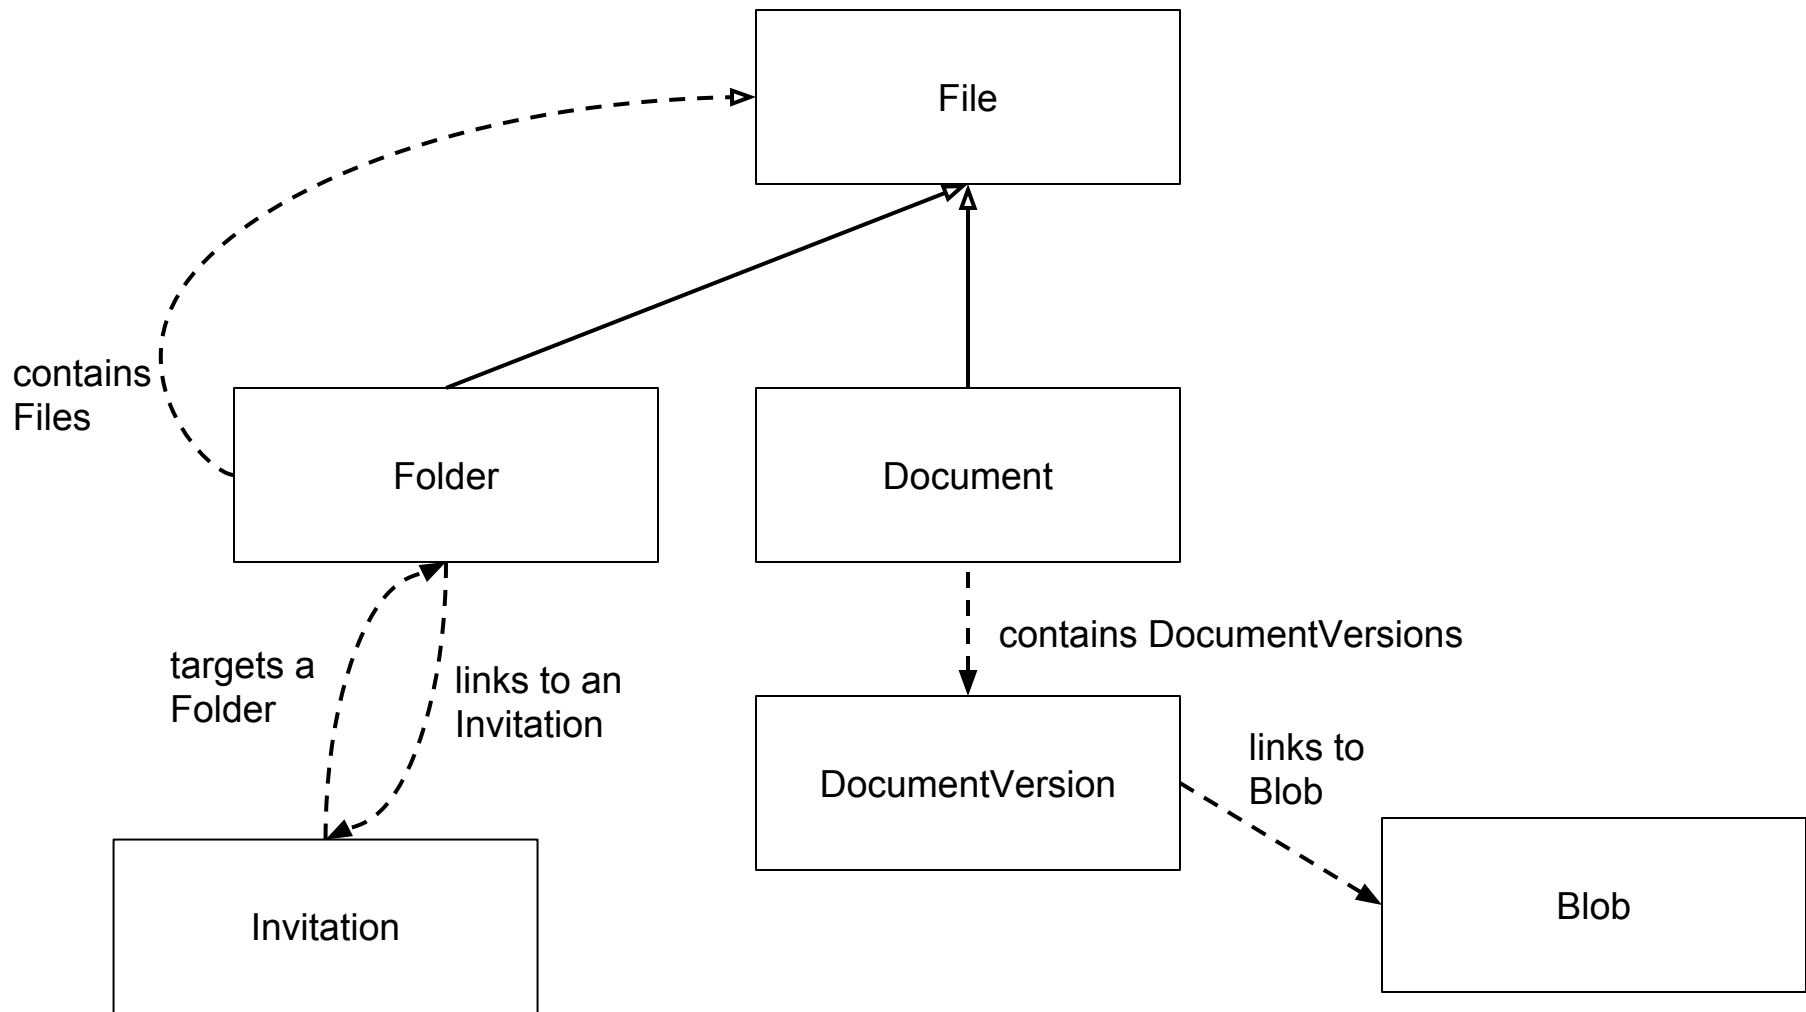 File
contains
Files
Folder
Document
targets a
Folder
links to an
Invitation
contains DocumentVersions
DocumentVersion
links to
Blob
Invitation
Blob